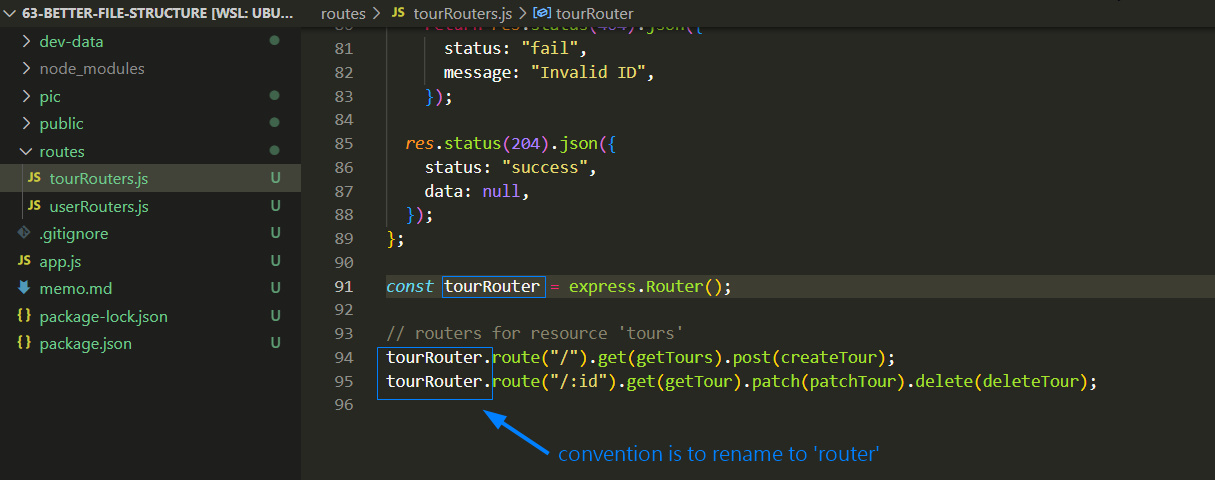 63-BETTER-FILE-STRUCTURE [WSL: UBU...
dev-data
node_modules
pic
public
routes
JS tourRouters.js U
JS userRouters.js U
.gitignore U
JS app.js U
memo.md U
{} package-lock.json U
{} package.json U
routes > JS tourRouters.js > tourRouter
80 return res.status(404).json({
81 status: "fail",
82 message: "Invalid ID",
83 });
84
85 res.status(204).json({
86 status: "success",
87 data: null,
88 });
89 };
90
91 const tourRouter = express.Router();
92
93 // routers for resource 'tours'
94 tourRouter.route("/").get(getTours).post(createTour);
95 tourRouter.route("/:id").get(getTour).patch(patchTour).delete(deleteTour);
96
convention is to rename to 'router'